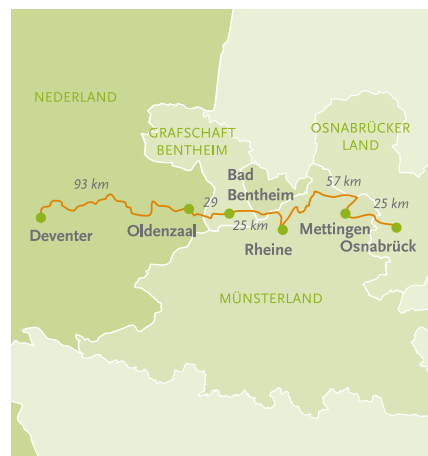 NEDERLAND
GRAFSCHAFT
BENTHEIM
OSNABRÜCKER
LAND
93 km
Bad
Bentheim
29
57 km
25 km
25 km
Deventer
Oldenzaal
Rheine
Mettingen
Osnabrück
MÜNSTERLAND